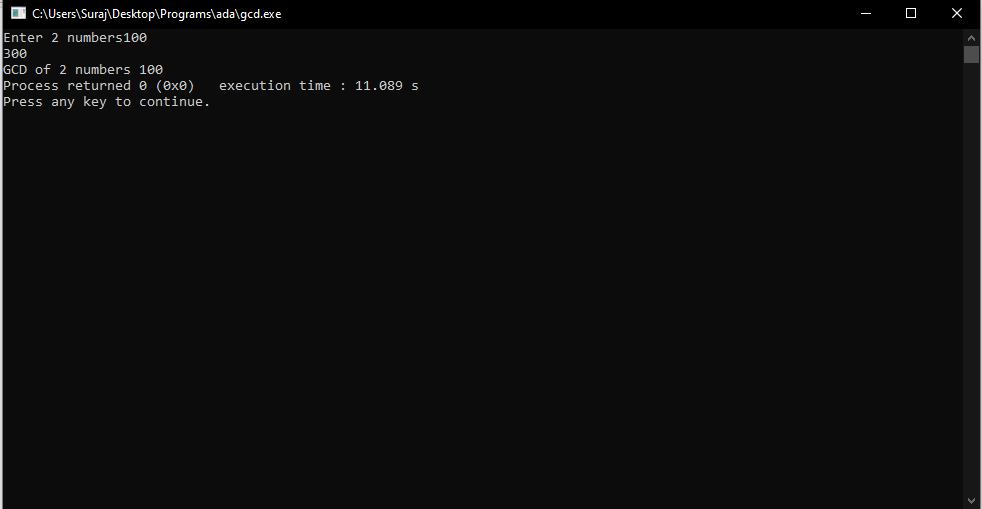 C:\Users\Suraj\Desktop\Programs\ada\gcd.exe
Enter 2 numbers100
300
GCD of 2 numbers 100
Process returned 0 (0x0)   execution time : 11.089 s
Press any key to continue.